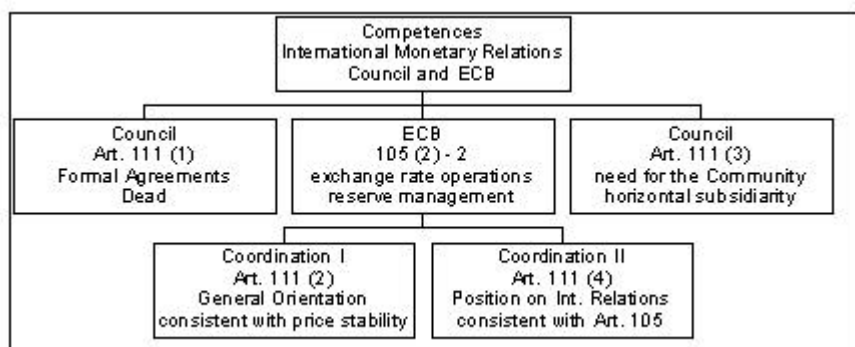 Competences
International Monetary Relations
Council and ECB
Council
Art. 111 (1)
Formal Agreements
Dead
ECB
105 (2) - 2
exchange rate operations
reserve management
Council
Art. 111 (3)
need for the Community
horizontal subsidiarity
Coordination I
Art. 111 (2)
General Orientation
consistent with price stability
Coordination II
Art. 111 (4)
Position on Int. Relations
consistent with Art. 105